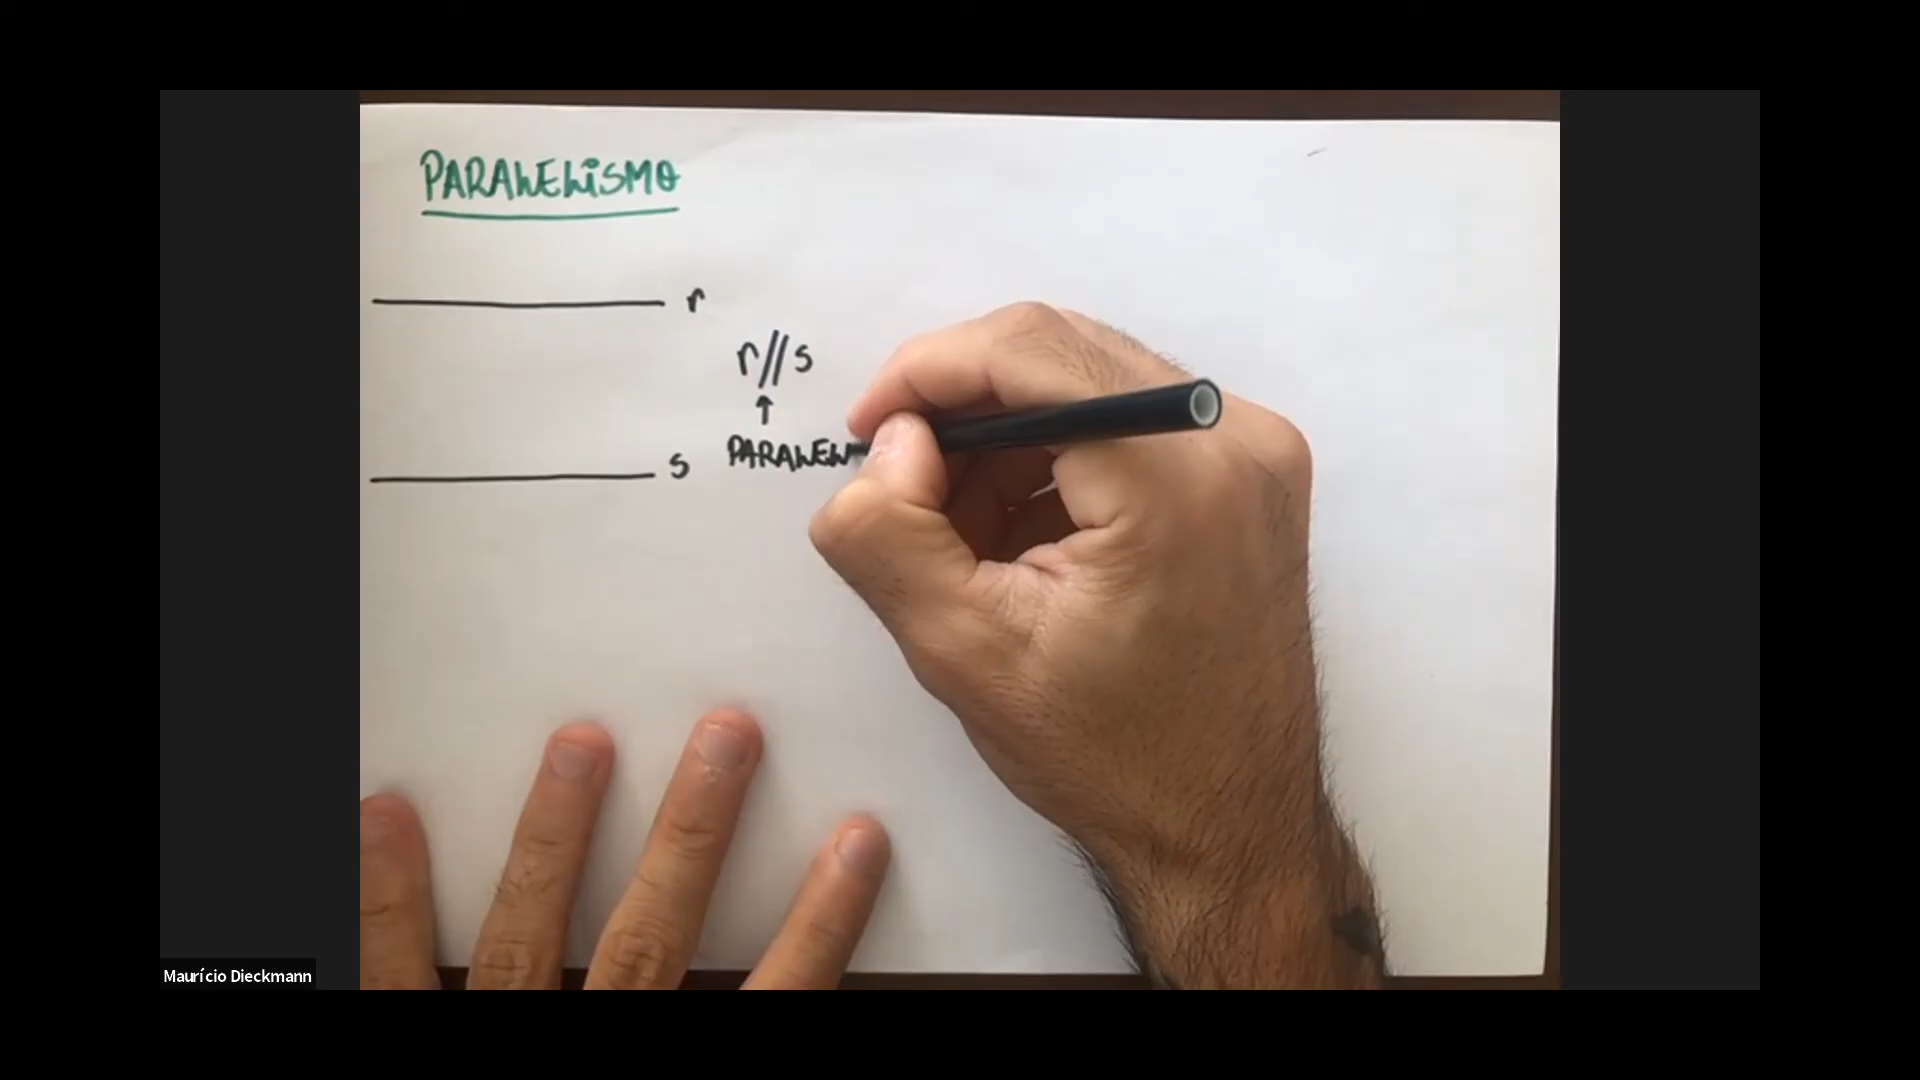 PARALELISMO
r
r//s
↑
s
PARALEL
Maurício Dieckmann